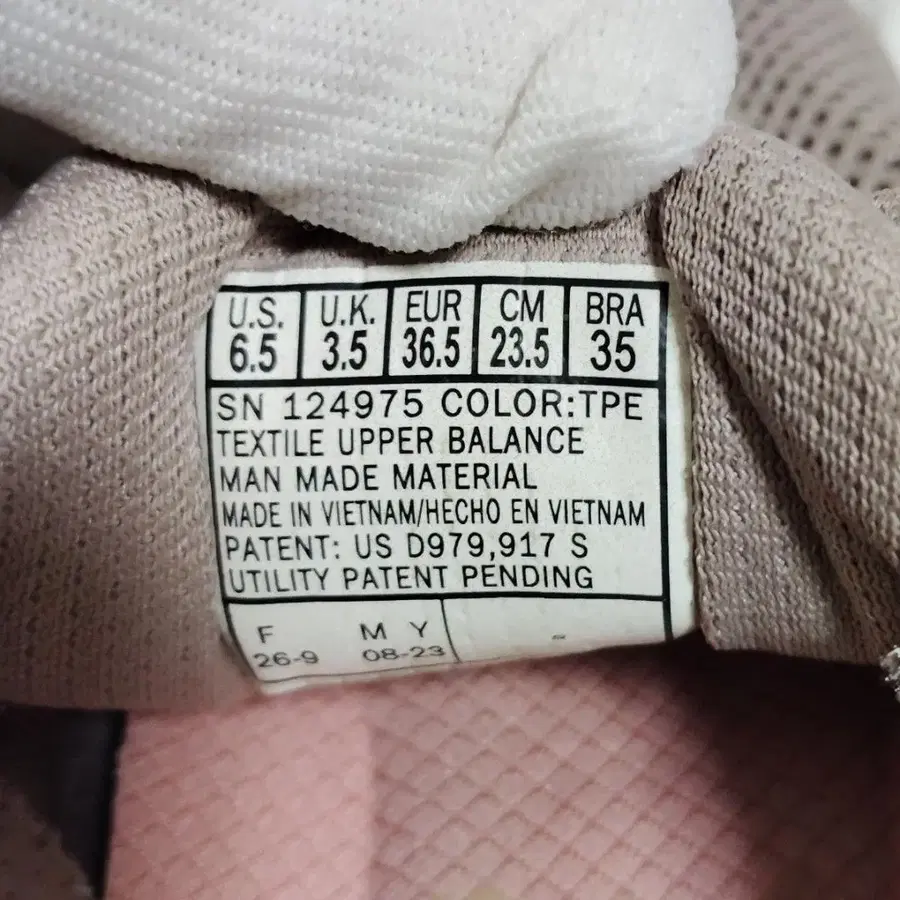 U.S. U.K. EUR CM BRA
6.5 3.5 36.5 23.5 35
SN 124975 COLOR:TPE
TEXTILE UPPER BALANCE
MAN MADE MATERIAL
MADE IN VIETNAM/HECHO EN VIETNAM
PATENT: US D979,917 S
UTILITY PATENT PENDING
F M Y
26-9 08-23